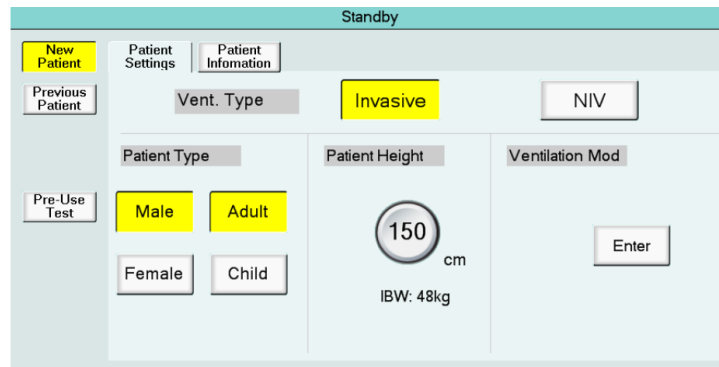 Standby
New
Patient
Patient
Settings
Patient
Infomation
Previous
Patient
Vent. Type
Invasive
NIV
Patient Type
Patient Height
Ventilation Mod
Pre-Use
Test
Male
Adult
150
cm
Enter
Female
Child
IBW: 48kg